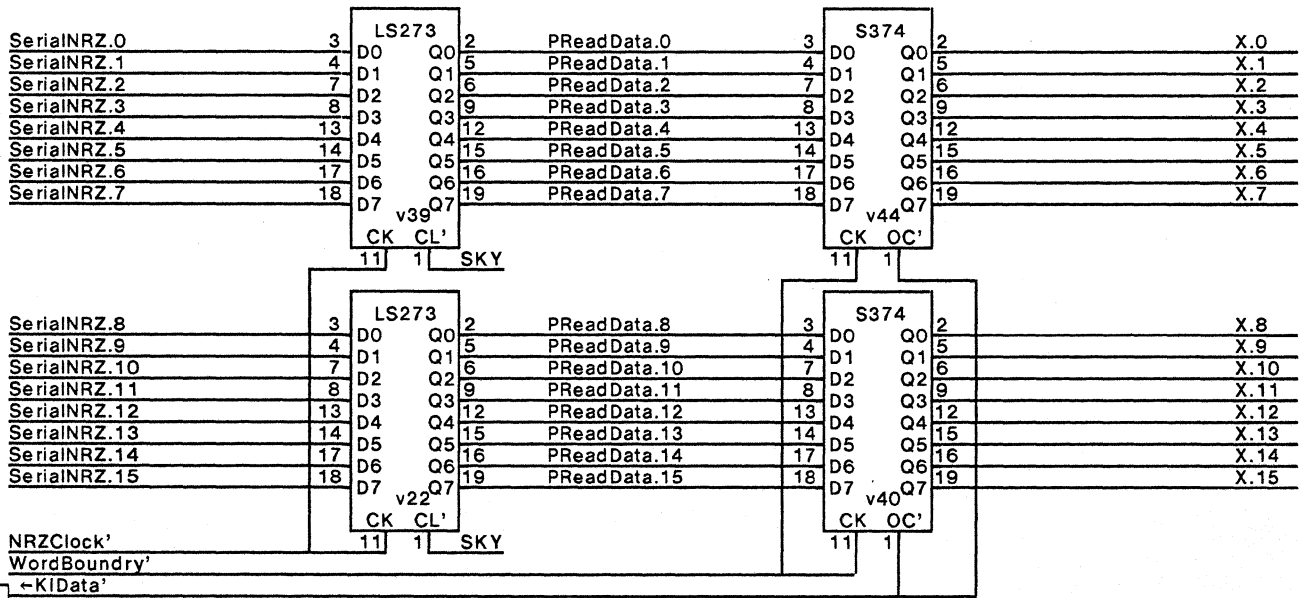 LS273 S374
SerialNRZ.0 3 D0 Q0 2 PReadData.0 3 D0 Q0 2 X.0
SerialNRZ.1 4 D1 Q1 5 PReadData.1 4 D1 Q1 5 X.1
SerialNRZ.2 7 D2 Q2 6 PReadData.2 7 D2 Q2 6 X.2
SerialNRZ.3 8 D3 Q3 9 PReadData.3 8 D3 Q3 9 X.3
SerialNRZ.4 13 D4 Q4 12 PReadData.4 13 D4 Q4 12 X.4
SerialNRZ.5 14 D5 Q5 15 PReadData.5 14 D5 Q5 15 X.5
SerialNRZ.6 17 D6 Q6 16 PReadData.6 17 D6 Q6 16 X.6
SerialNRZ.7 18 D7 Q7 19 PReadData.7 18 D7 Q7 19 X.7
v39 v44
CK CL' CK OC'
11 1 SKY 11 1
LS273 S374
SerialNRZ.8 3 D0 Q0 2 PReadData.8 3 D0 Q0 2 X.8
SerialNRZ.9 4 D1 Q1 5 PReadData.9 4 D1 Q1 5 X.9
SerialNRZ.10 7 D2 Q2 6 PReadData.10 7 D2 Q2 6 X.10
SerialNRZ.11 8 D3 Q3 9 PReadData.11 8 D3 Q3 9 X.11
SerialNRZ.12 13 D4 Q4 12 PReadData.12 13 D4 Q4 12 X.12
SerialNRZ.13 14 D5 Q5 15 PReadData.13 14 D5 Q5 15 X.13
SerialNRZ.14 17 D6 Q6 16 PReadData.14 17 D6 Q6 16 X.14
SerialNRZ.15 18 D7 Q7 19 PReadData.15 18 D7 Q7 19 X.15
v22 v40
CK CL' CK OC'
NRZClock' 11 1 SKY 11 1
WordBoundry'
←KIData'